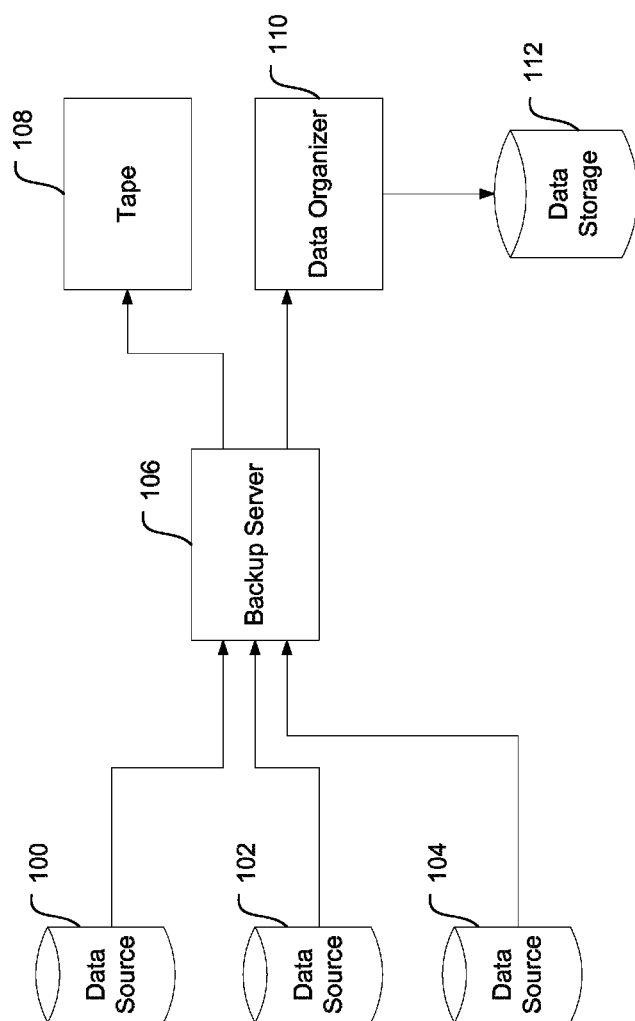 100
Data
Source
102
Data
Source
104
Data
Source
106
Backup Server
108
Tape
110
Data Organizer
112
Data
Storage